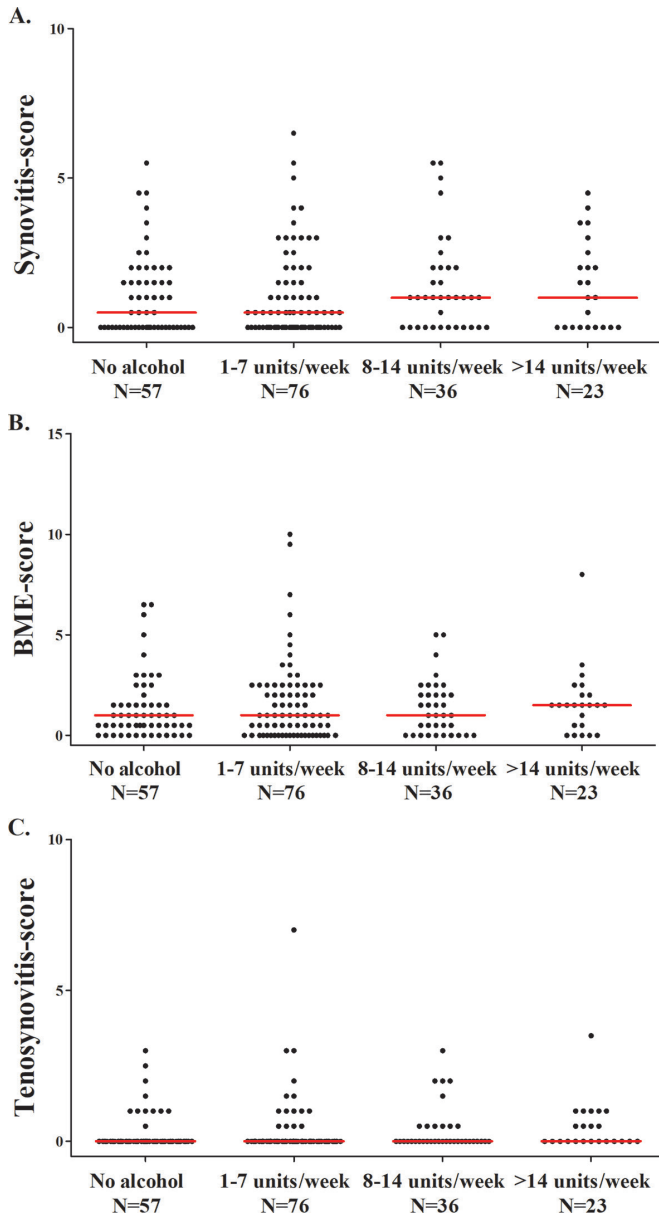 A.
10
Synovitis-score
5
0
No alcohol 1-7 units/week 8-14 units/week >14 units/week
N=57 N=76 N=36 N=23
B.
15
10
BME-score
5
0
No alcohol 1-7 units/week 8-14 units/week >14 units/week
N=57 N=76 N=36 N=23
C.
10
Tenosynovitis-score
5
0
No alcohol 1-7 units/week 8-14 units/week >14 units/week
N=57 N=76 N=36 N=23